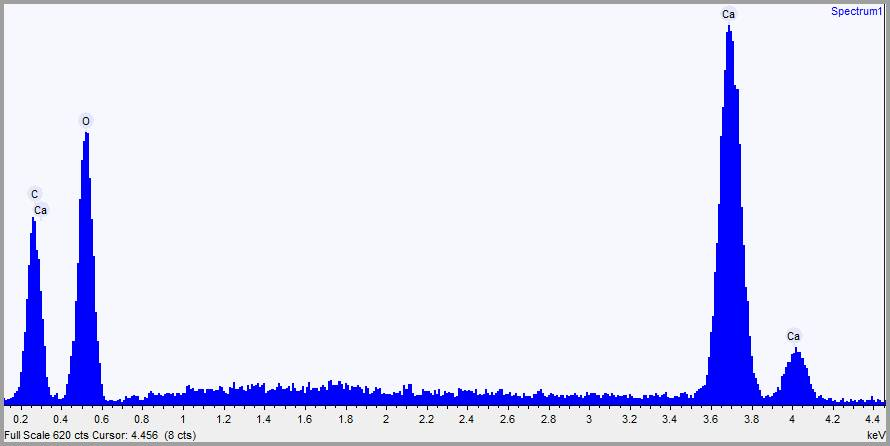 Spectrum1
Ca
O
C
Ca
Ca
0.2 0.4 0.6 0.8 1 1.2 1.4 1.6 1.8 2 2.2 2.4 2.6 2.8 3 3.2 3.4 3.6 3.8 4 4.2 4.4
Full Scale 620 cts Cursor: 4.456 (8 cts) keV